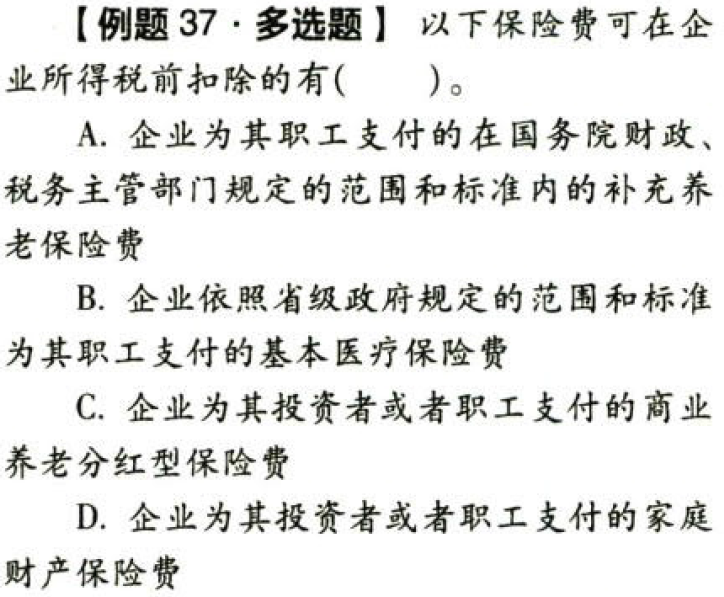 【例题 37·多选题】 以下保险费可在企
业所得税前扣除的有(　　)。
A. 企业为其职工支付的在国务院财政、
税务主管部门规定的范围和标准内的补充养
老保险费
B. 企业依照省级政府规定的范围和标准
为其职工支付的基本医疗保险费
C. 企业为其投资者或者职工支付的商业
养老分红型保险费
D. 企业为其投资者或者职工支付的家庭
财产保险费